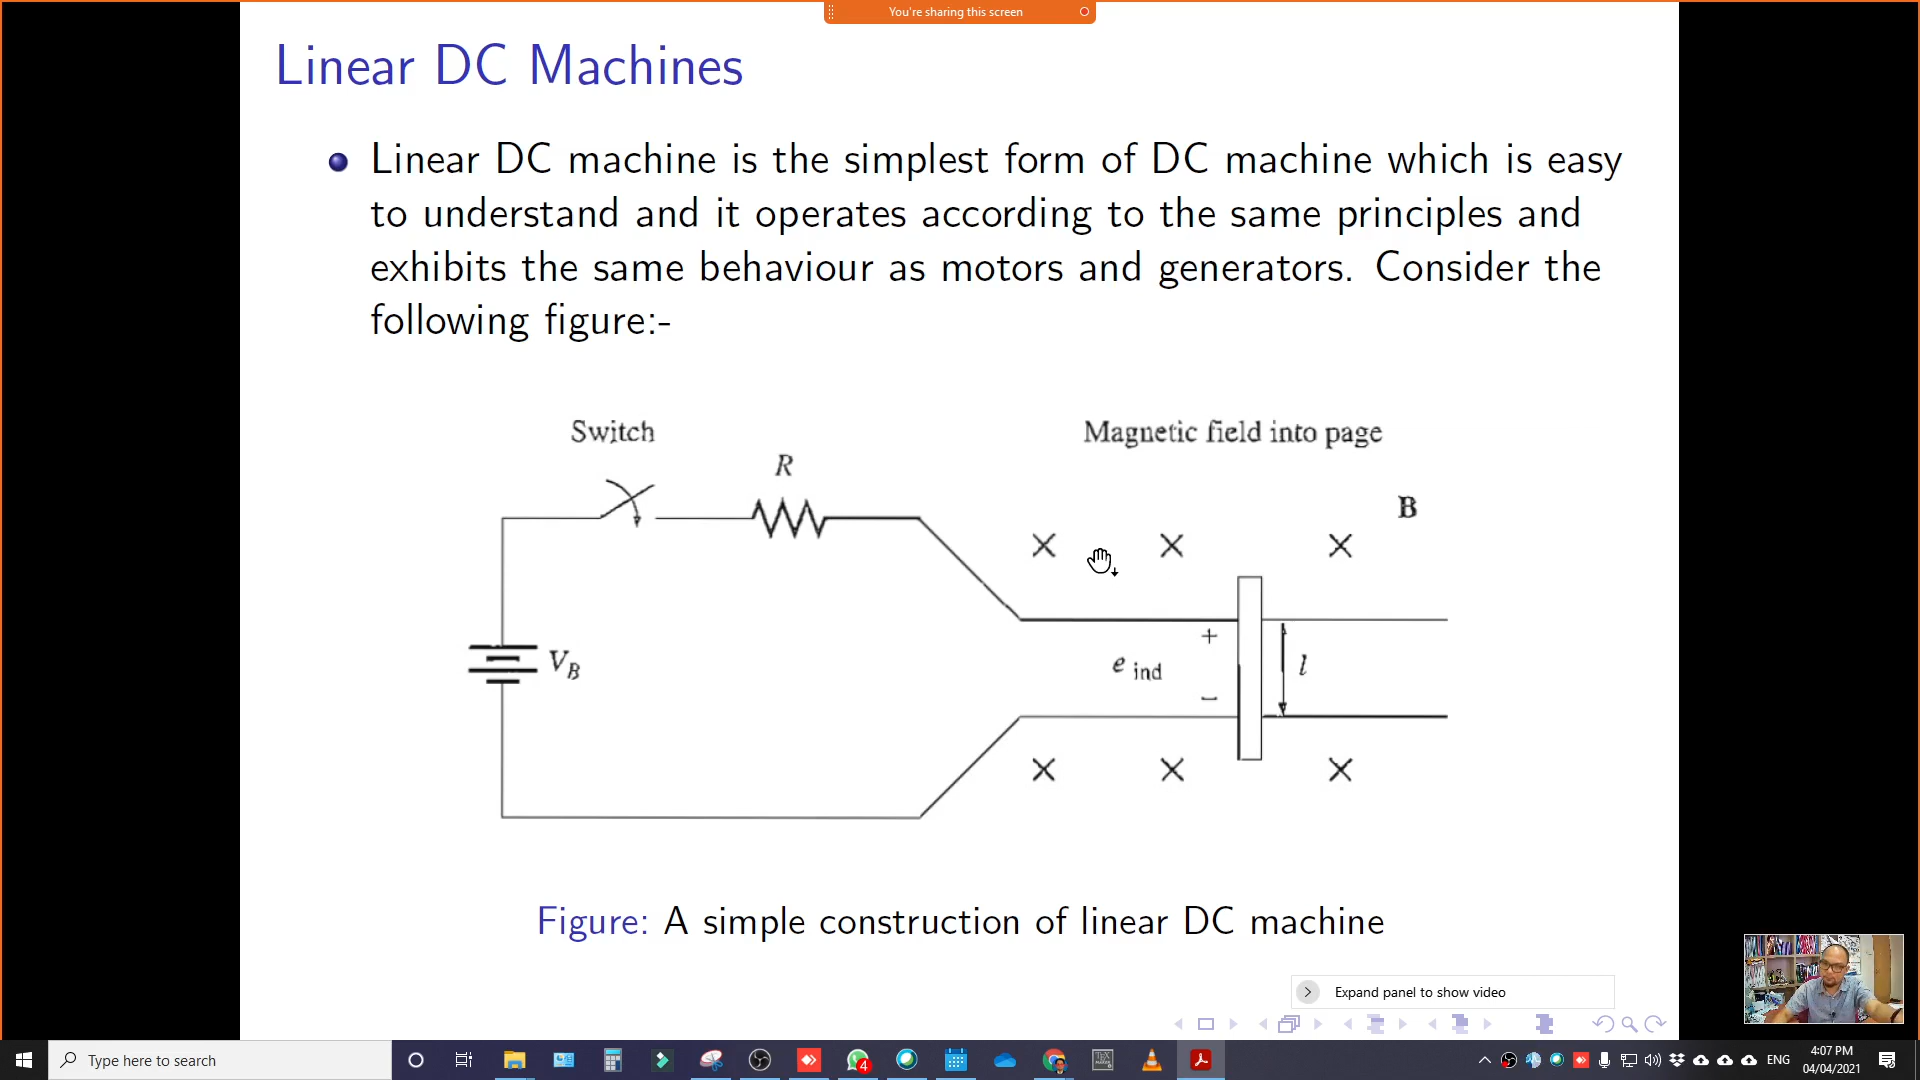 You're sharing this screen
Linear DC Machines
Linear DC machine is the simplest form of DC machine which is easy
to understand and it operates according to the same principles and
exhibits the same behaviour as motors and generators. Consider the
following figure:-
Switch
Magnetic field into page
R
B
+
V_B
e ind
l
–
Figure: A simple construction of linear DC machine
Expand panel to show video
Type here to search
4
ENG
4:07 PM
04/04/2021